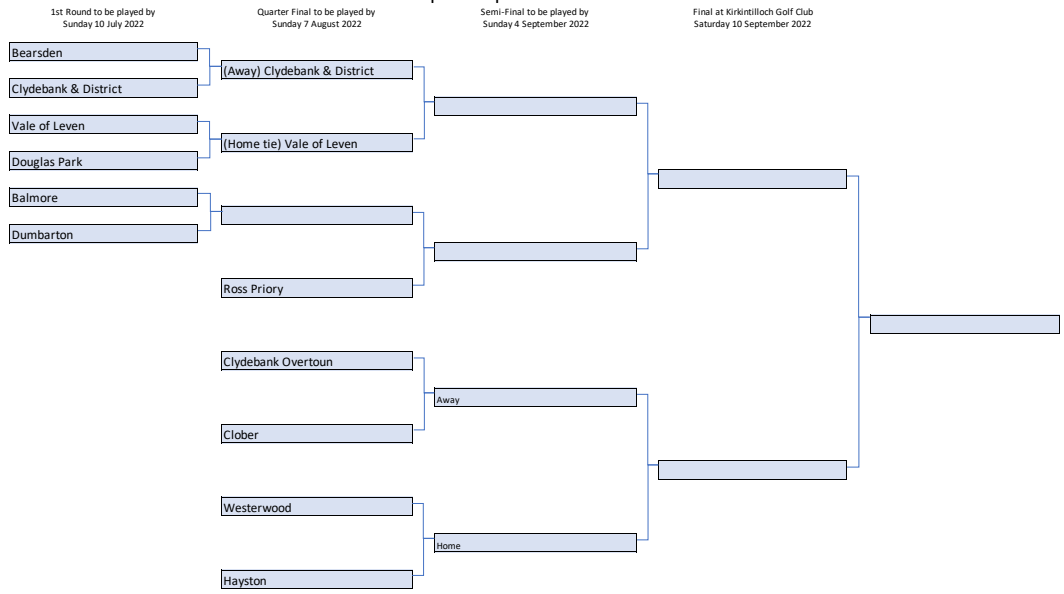 1st Round to be played by
Sunday 10 July 2022
Quarter Final to be played by
Sunday 7 August 2022
Semi-Final to be played by
Sunday 4 September 2022
Final at Kirkintilloch Golf Club
Saturday 10 September 2022
Bearsden
Clydebank & District
Vale of Leven
Douglas Park
Balmore
Dumbarton
(Away) Clydebank & District
(Home tie) Vale of Leven
Ross Priory
Clydebank Overtoun
Clober
Westerwood
Hayston
Away
Home